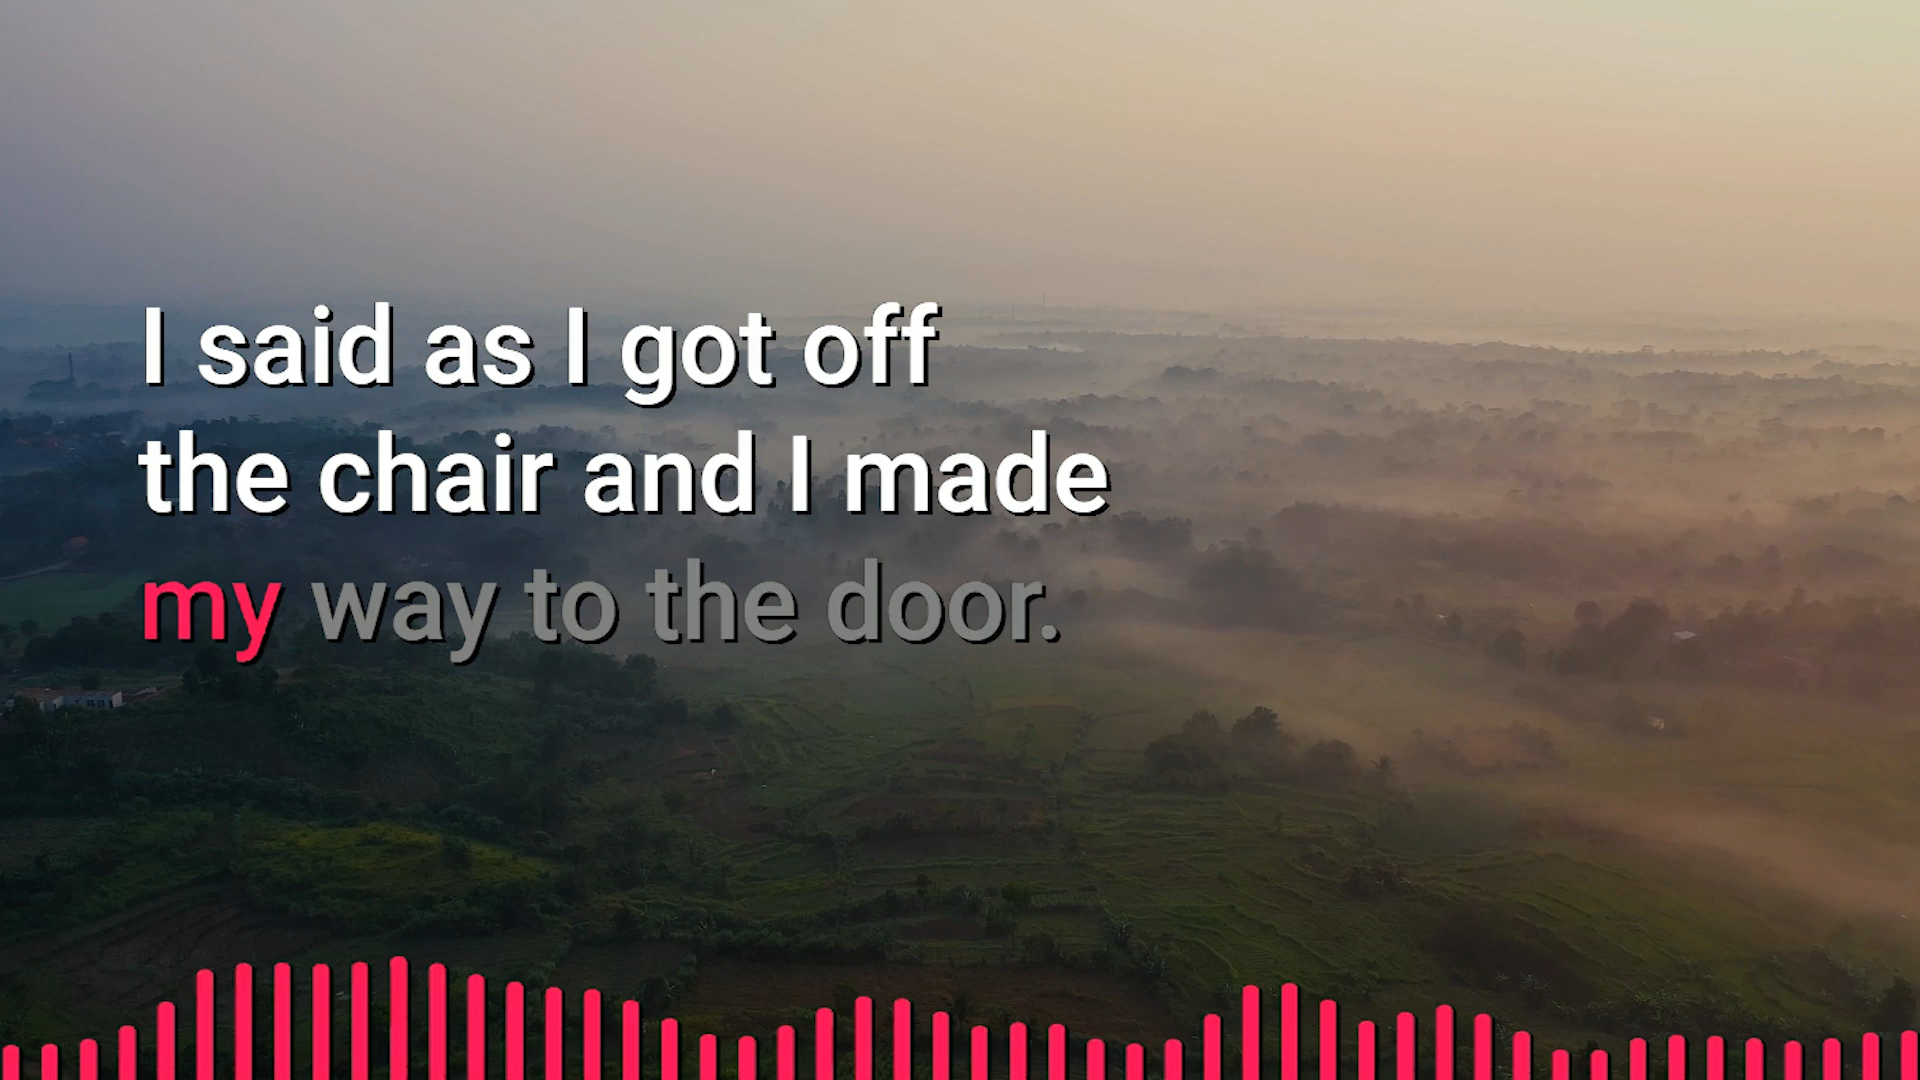 I said as I got off
the chair and I made
my way to the door.